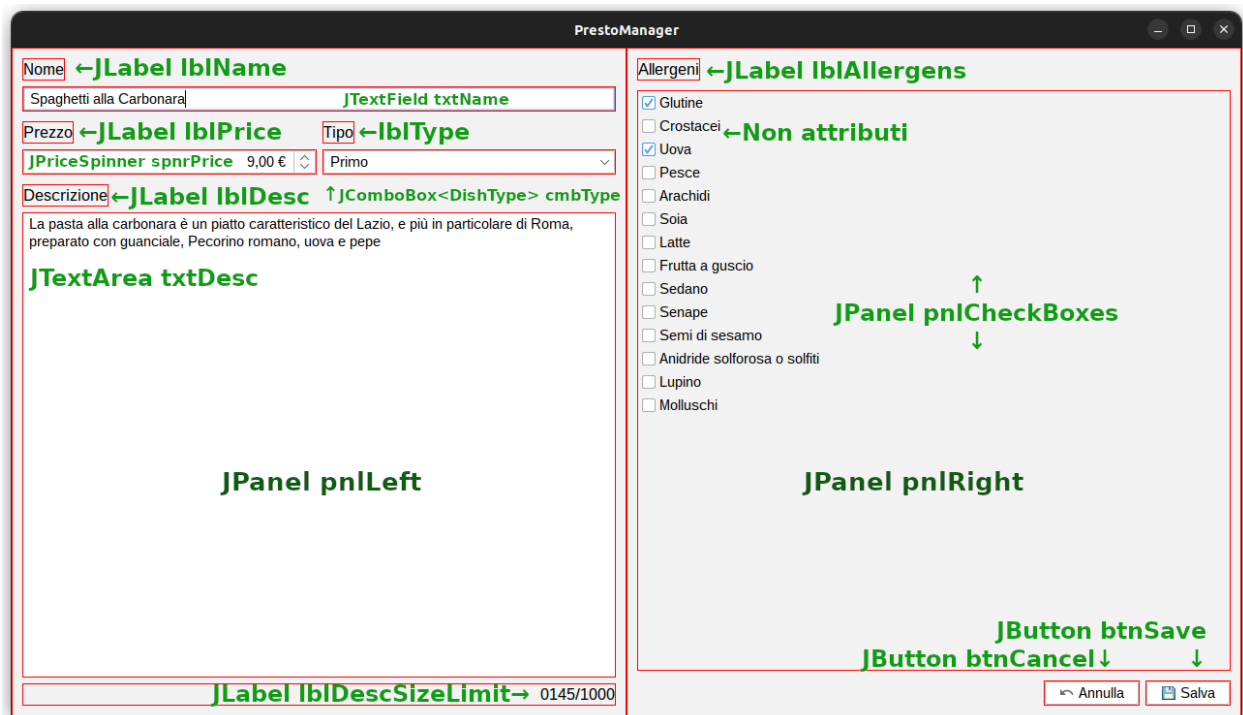 PrestoManager
Nome ←JLabel lblName
Spaghetti alla Carbonara JTextField txtName
Prezzo ←JLabel lblPrice Tipo ←lblType
JPriceSpinner spnrPrice 9,00 € Primo
Descrizione ←JLabel lblDesc ↑JComboBox<DishType> cmbType
La pasta alla carbonara è un piatto caratteristico del Lazio, e più in particolare di Roma,
preparato con guanciale, Pecorino romano, uova e pepe
JTextArea txtDesc
JPanel pnlLeft
JLabel lblDescSizeLimit→ 0145/1000
Allergeni ←JLabel lblAllergens
Glutine
Crostacei ←Non attributi
Uova
Pesce
Arachidi
Soia
Latte
Frutta a guscio
Sedano ↑
Senape JPanel pnlCheckBoxes
Semi di sesamo ↓
Anidride solforosa o solfiti
Lupino
Molluschi
JPanel pnlRight
JButton btnSave
JButton btnCancel↓ ↓
Annulla Salva